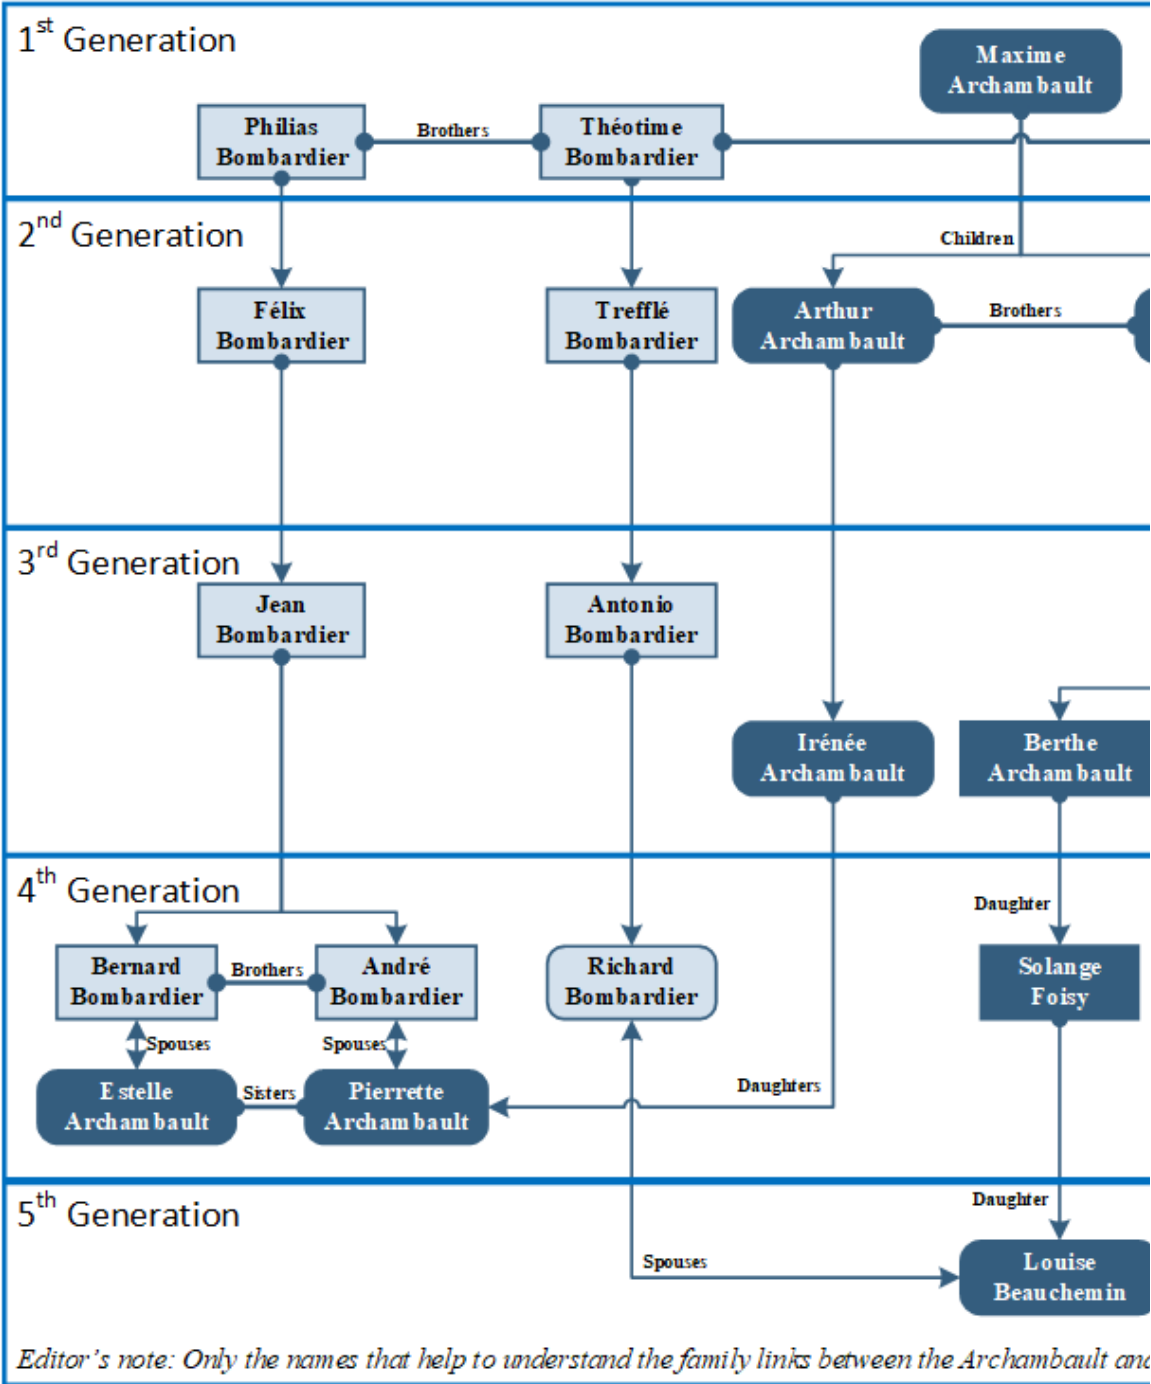 1st Generation
Maxime
Archambault
Philias
Bombardier
Brothers
Théotime
Bombardier
2nd Generation
Children
Félix
Bombardier
Trefflé
Bombardier
Arthur
Archambault
Brothers
3rd Generation
Jean
Bombardier
Antonio
Bombardier
Irénée
Archambault
Berthe
Archambault
4th Generation
Daughter
Bernard
Bombardier
Brothers
André
Bombardier
Richard
Bombardier
Solange
Foisy
Spouses
Spouses
Estelle
Archambault
Sisters
Pierrette
Archambault
Daughters
5th Generation
Daughter
Spouses
Louise
Beauchemin
Editor's note: Only the names that help to understand the family links between the Archambault and